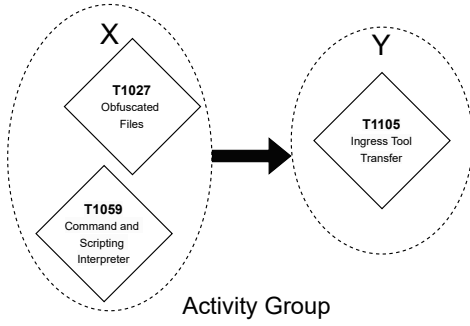 X
T1027
Obfuscated
Files
T1059
Command and
Scripting
Interpreter
Y
T1105
Ingress Tool
Transfer
Activity Group